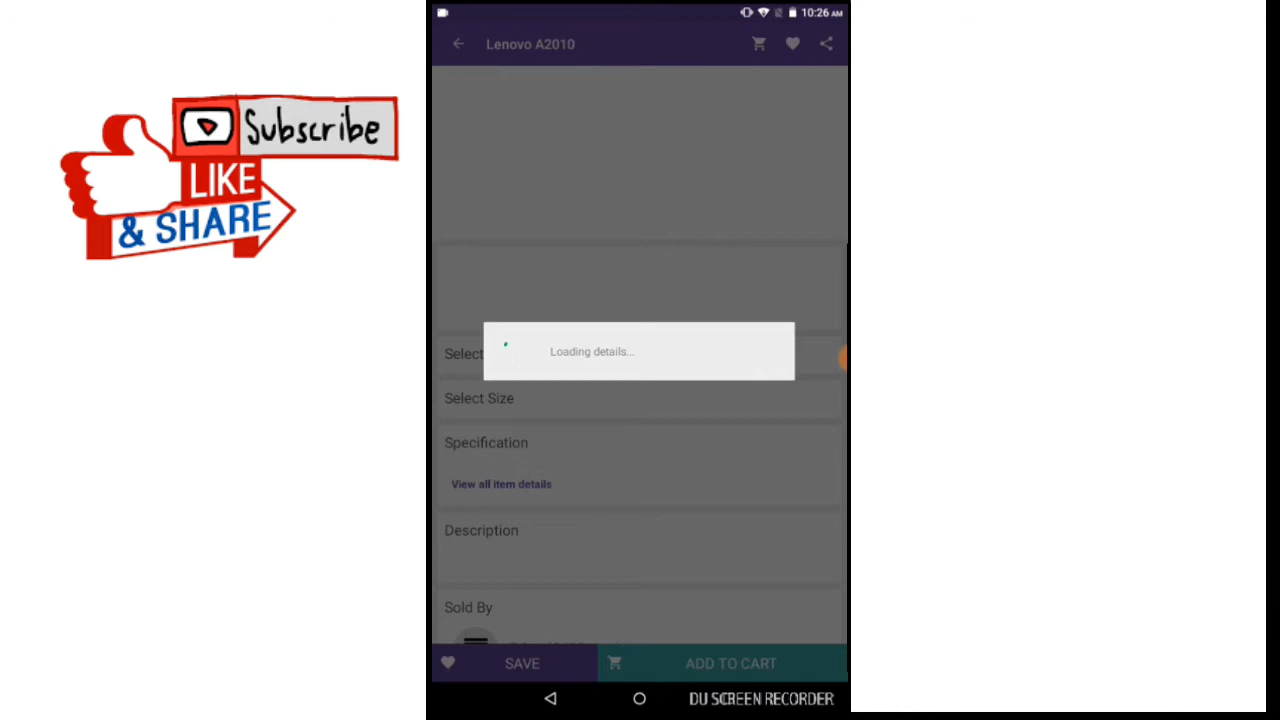 10:26 AM
Lenovo A2010
Subscribe
LIKE
& SHARE
Loading details...
Select
Select Size
Specification
View all item details
Description
Sold By
SAVE
ADD TO CART
DU SCREEN RECORDER